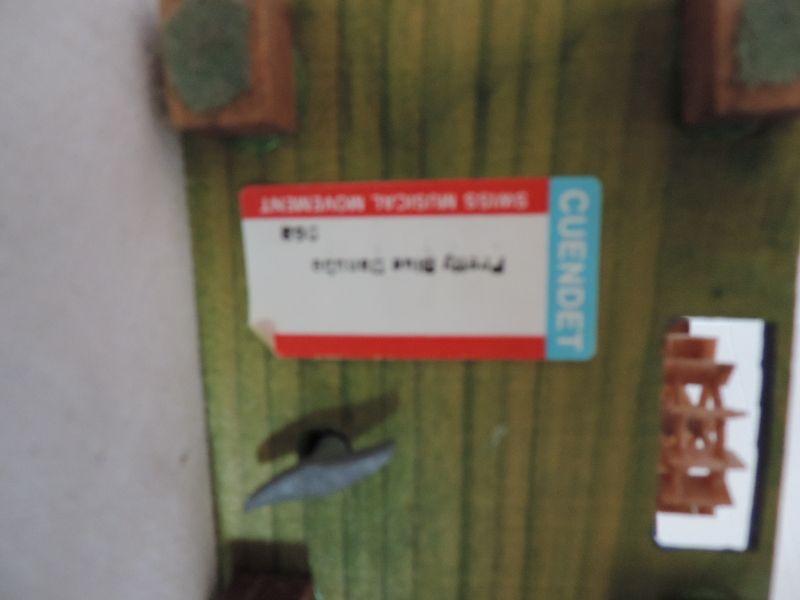 CUENDET
SWISS MUSICAL MOVEMENT
Pretty Blue Danube